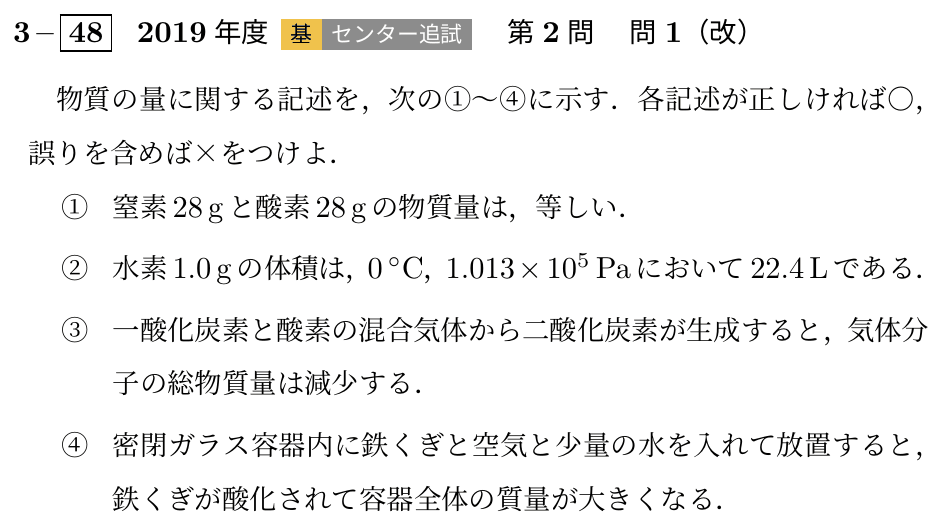 3－48 2019 年度 基 センター追試 第 2 問 問 1（改）
物質の量に関する記述を，次の①～④に示す．各記述が正しければ○，
誤りを含めば×をつけよ．
① 窒素 28 g と酸素 28 g の物質量は，等しい．
② 水素 1.0 g の体積は，0 °C，1.013 × 10⁵ Pa において 22.4 L である．
③ 一酸化炭素と酸素の混合気体から二酸化炭素が生成すると，気体分
子の総物質量は減少する．
④ 密閉ガラス容器内に鉄くぎと空気と少量の水を入れて放置すると，
鉄くぎが酸化されて容器全体の質量が大きくなる．